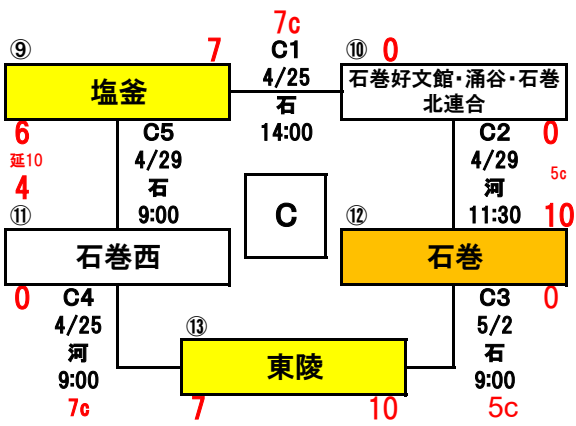 7c
⑨ 7 C1 ⑩ 0
塩釜
4/25
石
14:00
石巻好文館・涌谷・石巻
北連合
6
延10
4
C5
4/29
石
9:00
C2
4/29
河
11:30
0
5c
10
C
⑪
石巻西
⑫
石巻
0
C4
4/25
河
9:00
7c
⑬
東陵
7 10
C3
5/2
石
9:00
0
5c